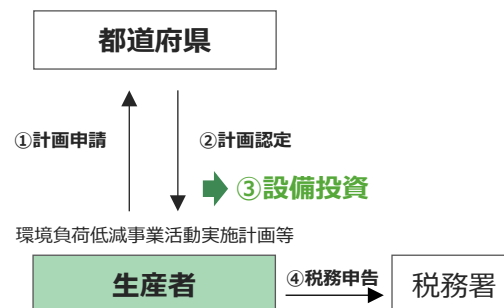 都道府県
①計画申請
②計画認定
③設備投資
環境負荷低減事業活動実施計画等
生産者
④税務申告
税務署